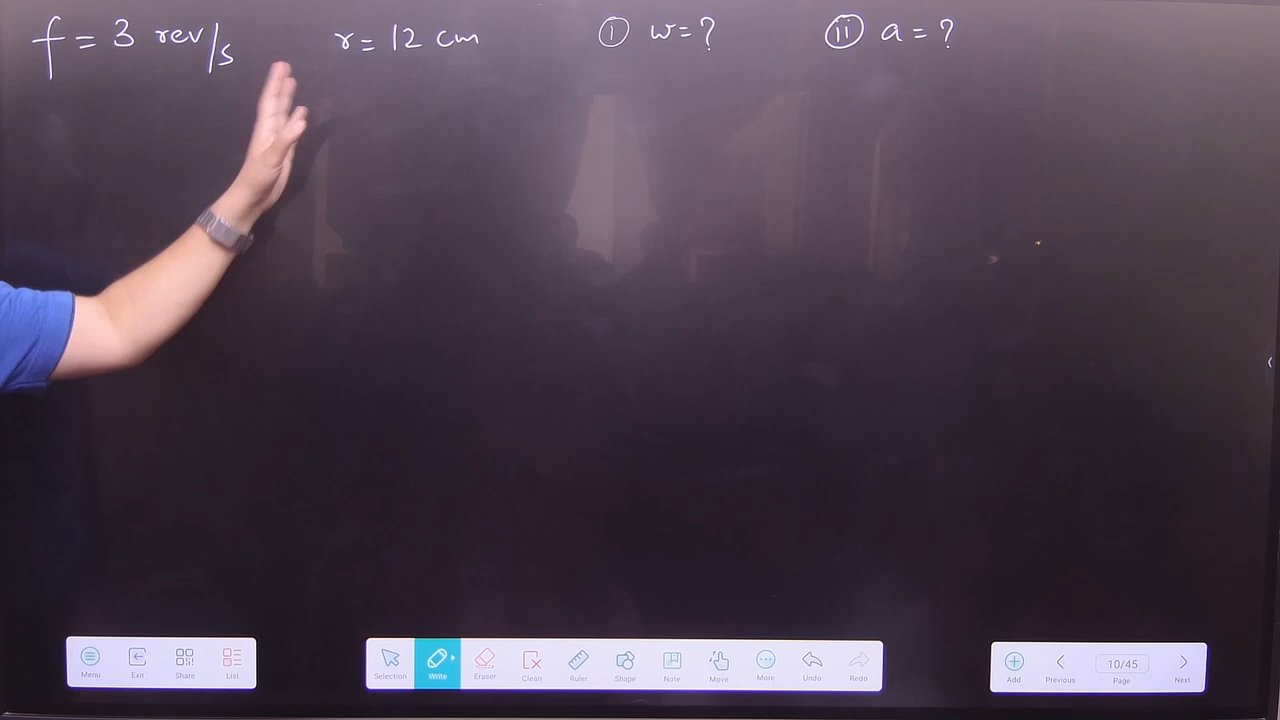 f = 3 rev/s r = 12 cm ⓘ w = ? ⓘⓘ a = ?
Menu Exit Share List Selection Write Eraser Clean Ruler Shape Note Move More Undo Redo Add Previous 10/45 Page Next